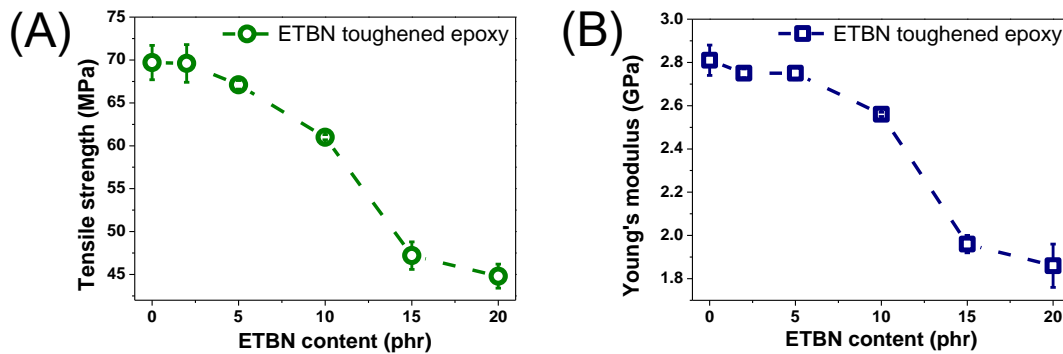 (A)
ETBN toughened epoxy
Tensile strength (MPa)
75
70
65
60
55
50
45
0 5 10 15 20
ETBN content (phr)
(B)
ETBN toughened epoxy
Young's modulus (GPa)
3.0
2.8
2.6
2.4
2.2
2.0
1.8
0 5 10 15 20
ETBN content (phr)